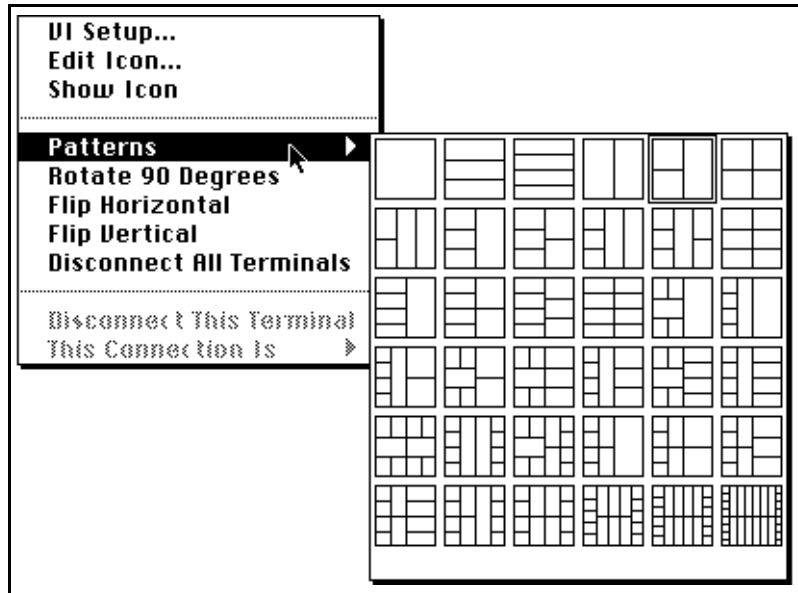 VI Setup...
Edit Icon...
Show Icon
Patterns
Rotate 90 Degrees
Flip Horizontal
Flip Vertical
Disconnect All Terminals
Disconnect This Terminal
This Connection Is